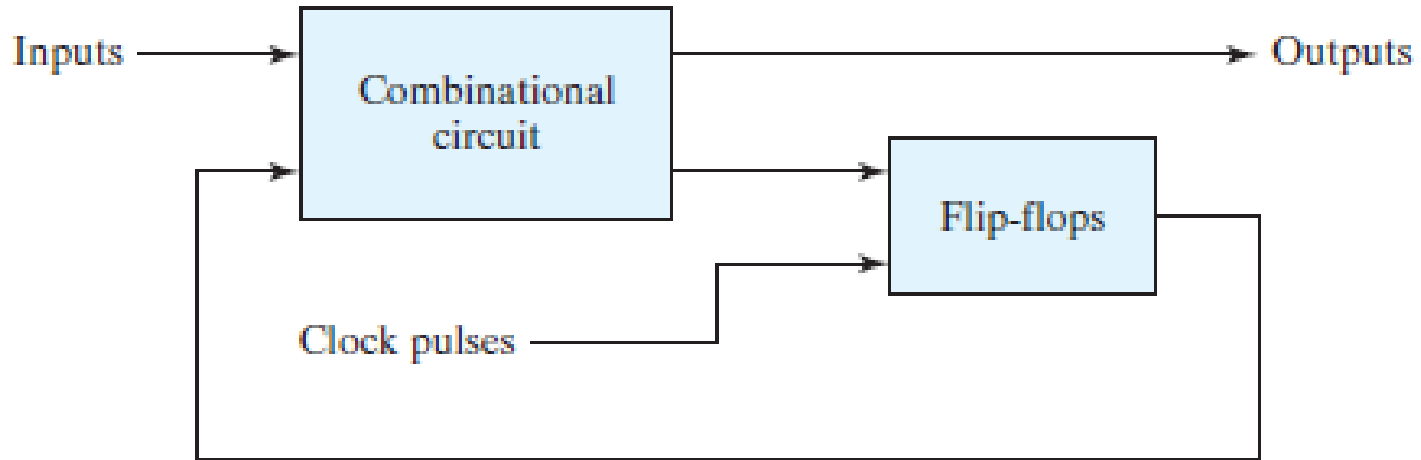 Inputs
Combinational
circuit
Outputs
Flip-flops
Clock pulses